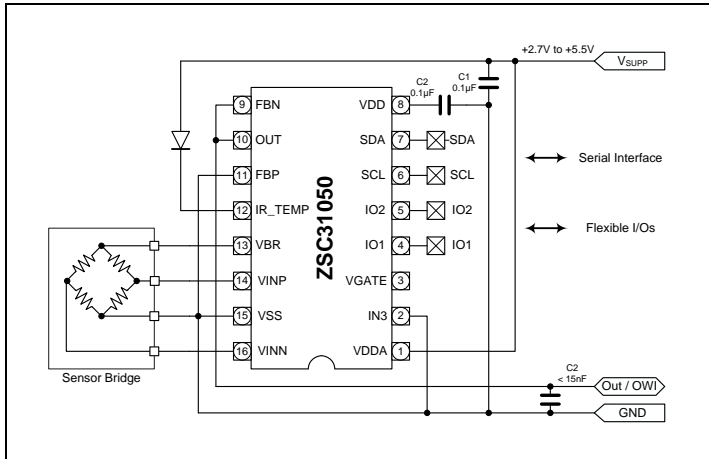 +2.7V to +5.5V
VSUPP
C1
0.1µF
C2
0.1µF
9 FBN
VDD 8
10 OUT
SDA 7
SDA
11 FBP
SCL 6
SCL
12 IR_TEMP
IO2 5
IO2
13 VBR
IO1 4
IO1
14 VINP
VGATE 3
15 VSS
IN3 2
16 VINN
VDDA 1
ZSC31050
Serial Interface
Flexible I/Os
Sensor Bridge
C2
< 15nF
Out / OWI
GND